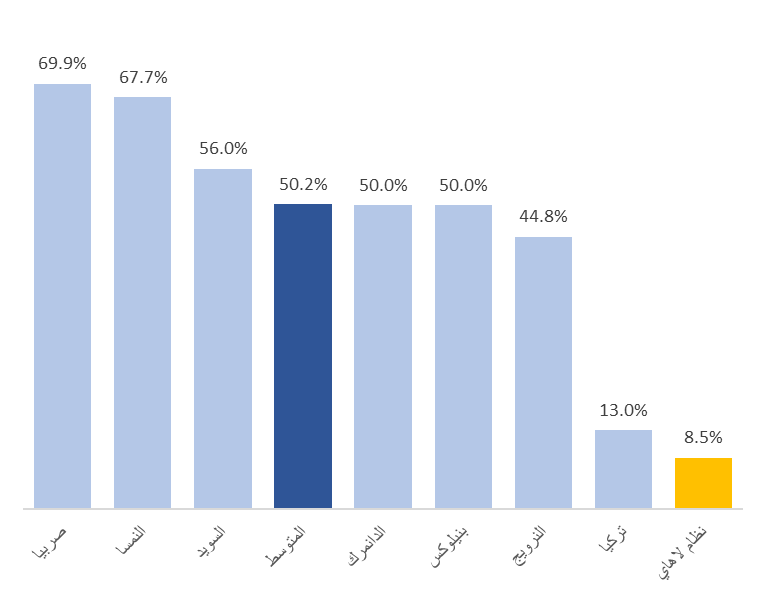 69.9%
67.7%
56.0%
50.2%
50.0%
50.0%
44.8%
13.0%
8.5%
صربيا
النمسا
السويد
المتوسط
الدانمرك
بنيلوكس
النرويج
تركيا
نظام لاهاي